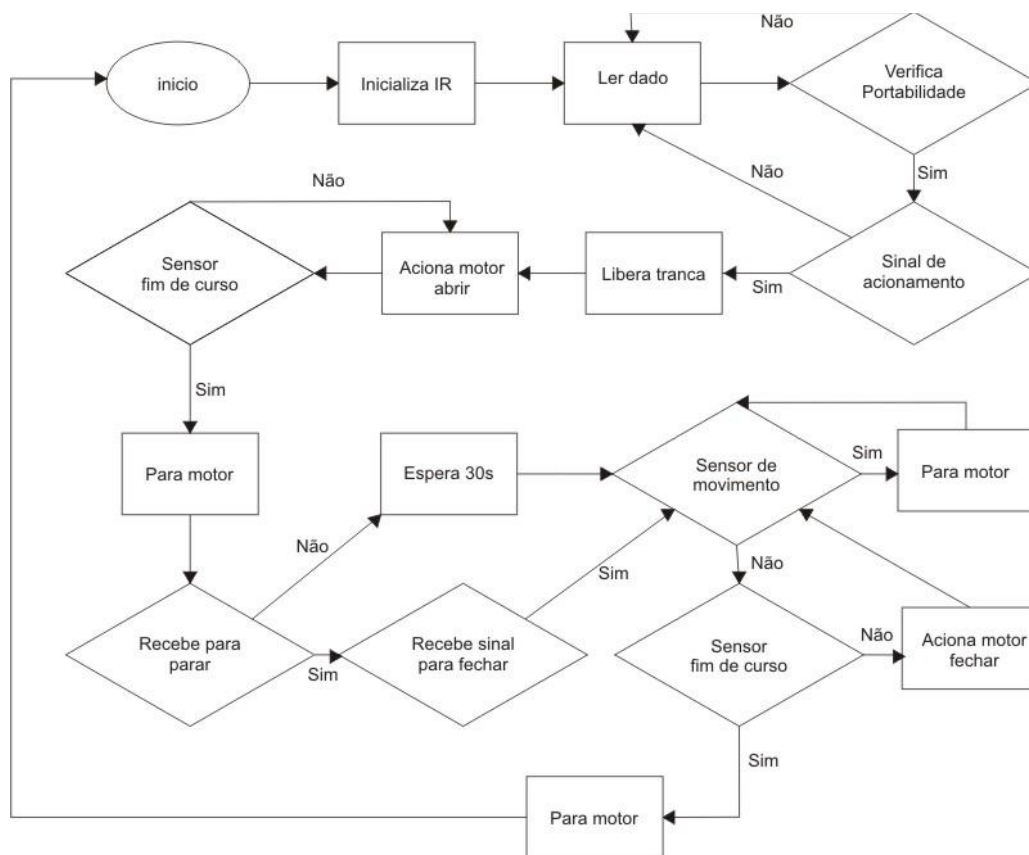 Não
inicio
Inicializa IR
Ler dado
Verifica
Portabilidade
Não
Sim
Não
Sensor
fim de curso
Aciona motor
abrir
Libera tranca
Sim
Sinal de
acionamento
Sim
Para motor
Espera 30s
Sensor de
movimento
Sim
Para motor
Não
Sim
Não
Recebe para
parar
Sim
Recebe sinal
para fechar
Sensor
fim de curso
Não
Aciona motor
fechar
Sim
Para motor